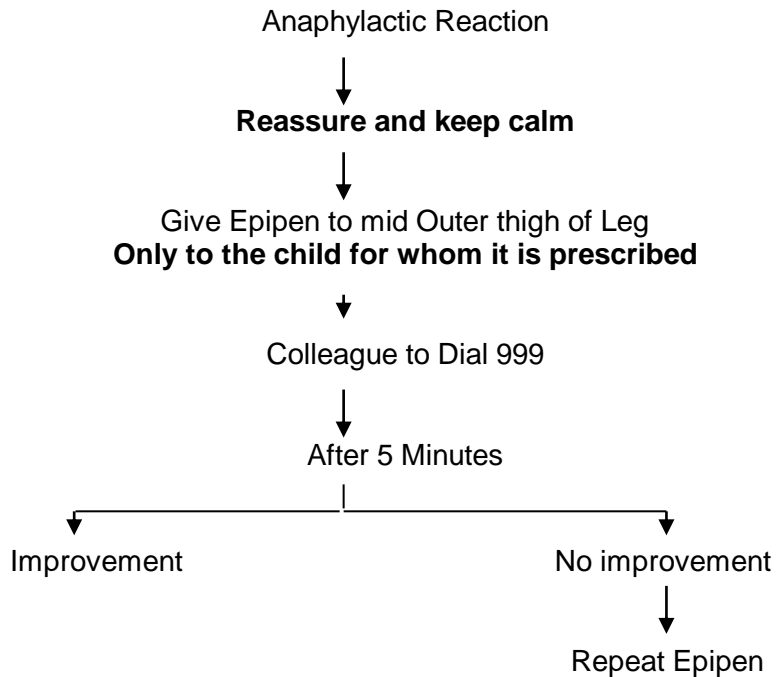 Anaphylactic Reaction
Reassure and keep calm
Give Epipen to mid Outer thigh of Leg
Only to the child for whom it is prescribed
Colleague to Dial 999
After 5 Minutes
Improvement
No improvement
Repeat Epipen